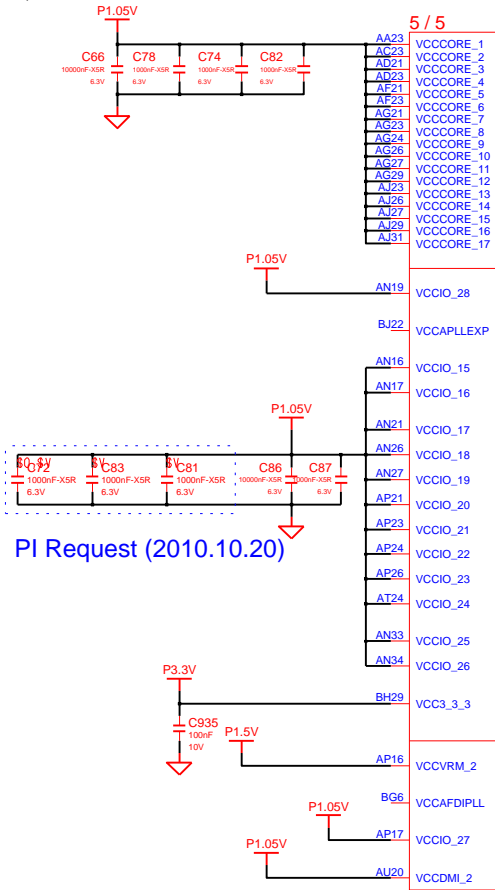 P1.05V
5 / 5
C66
10000nF-X5R
6.3V
C78
1000nF-X5R
6.3V
C74
1000nF-X5R
6.3V
C82
1000nF-X5R
6.3V
AA23 VCCCORE_1
AC23 VCCCORE_2
AD21 VCCCORE_3
AD23 VCCCORE_4
AF21 VCCCORE_5
AF23 VCCCORE_6
AG21 VCCCORE_7
AG23 VCCCORE_8
AG24 VCCCORE_9
AG26 VCCCORE_10
AG27 VCCCORE_11
AG29 VCCCORE_12
AJ23 VCCCORE_13
AJ26 VCCCORE_14
AJ27 VCCCORE_15
AJ29 VCCCORE_16
AJ31 VCCCORE_17
P1.05V
AN19 VCCIO_28
BJ22 VCCAPLLEXP
AN16 VCCIO_15
AN17 VCCIO_16
P1.05V
AN21 VCCIO_17
AN26 VCCIO_18
AN27 VCCIO_19
AP21 VCCIO_20
AP23 VCCIO_21
AP24 VCCIO_22
AP26 VCCIO_23
AT24 VCCIO_24
AN33 VCCIO_25
AN34 VCCIO_26
C72
1000nF-X5R
6.3V
C83
1000nF-X5R
6.3V
C81
1000nF-X5R
6.3V
C86
10000nF-X5R
6.3V
C87
1000nF-X5R
6.3V
PI Request (2010.10.20)
P3.3V
BH29 VCC3_3_3
C935
100nF
10V
P1.5V
AP16 VCCVRM_2
BG6 VCCAFDIPLL
P1.05V
AP17 VCCIO_27
P1.05V
AU20 VCCDMI_2